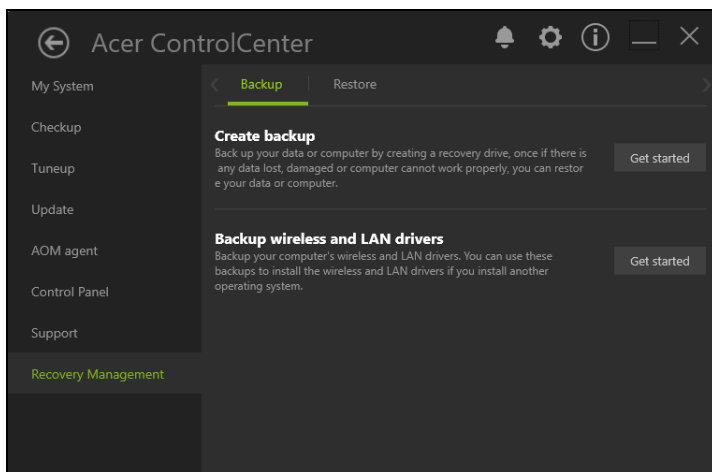 Acer ControlCenter
My System
Checkup
Tuneup
Update
AOM agent
Control Panel
Support
Recovery Management
Backup
Restore
Create backup
Back up your data or computer by creating a recovery drive, once if there is
any data lost, damaged or computer cannot work properly, you can restor
e your data or computer.
Get started
Backup wireless and LAN drivers
Backup your computer's wireless and LAN drivers. You can use these
backups to install the wireless and LAN drivers if you install another
operating system.
Get started